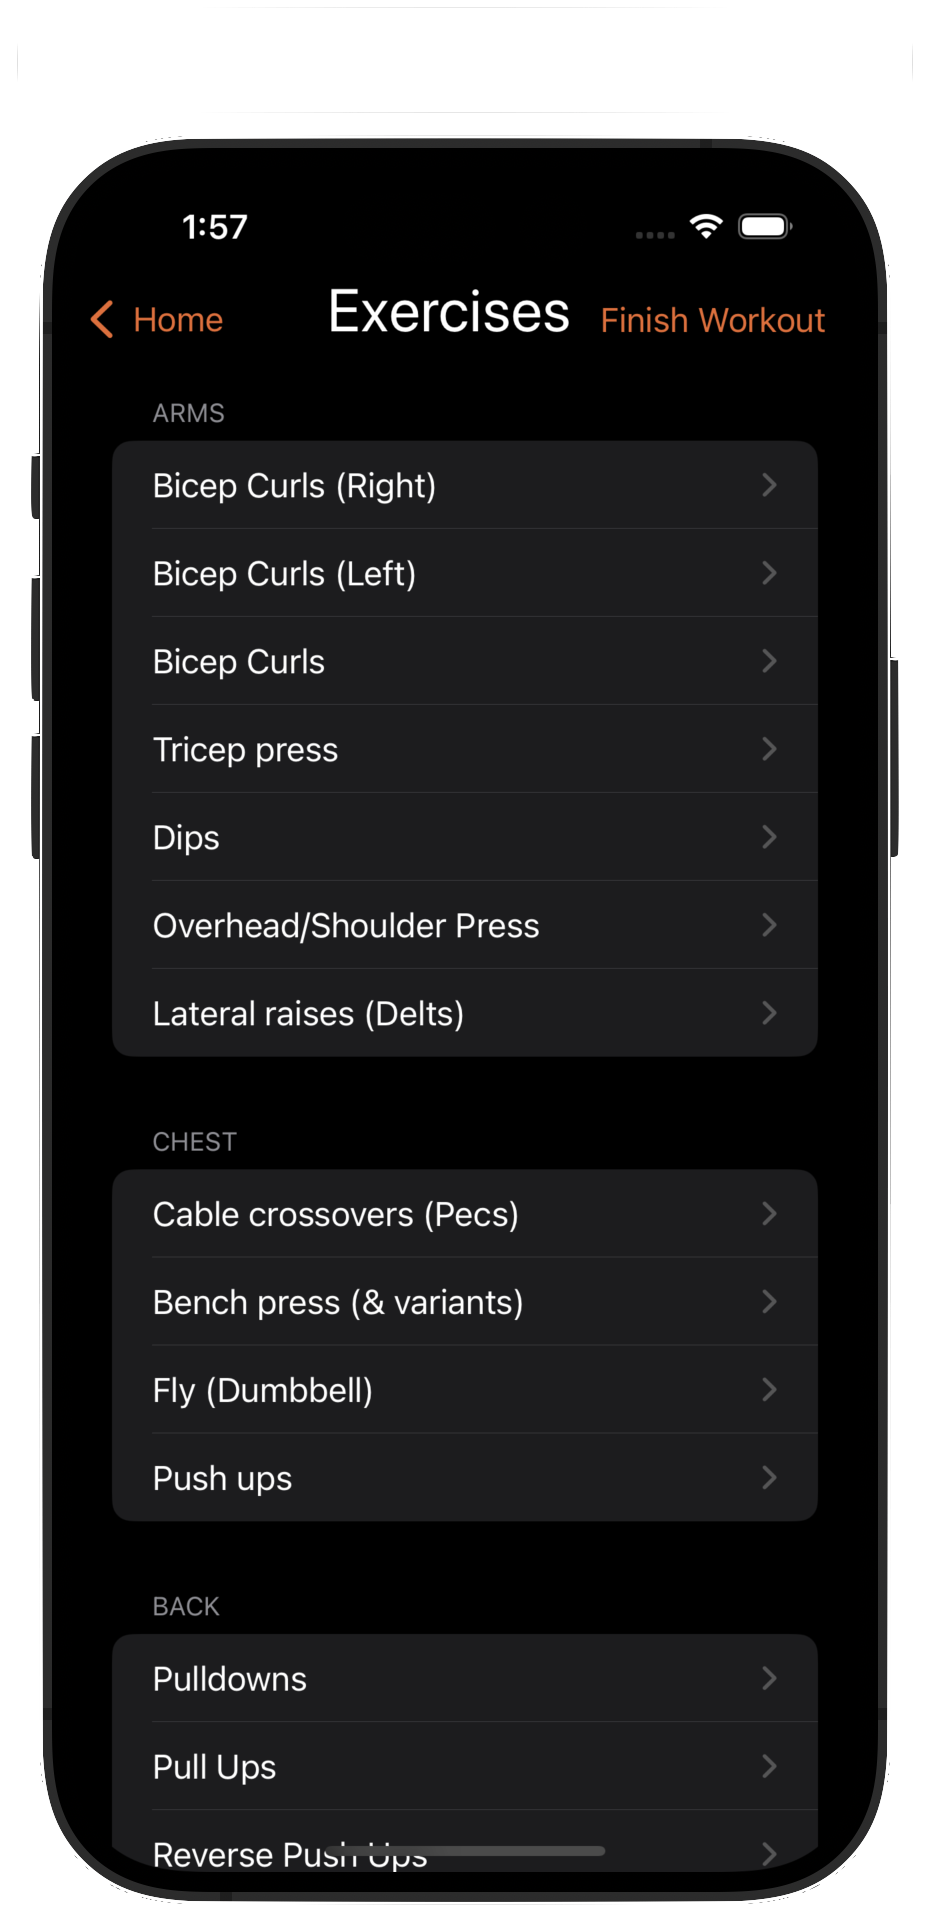 1:57
Home Exercises Finish Workout
ARMS
Bicep Curls (Right)
Bicep Curls (Left)
Bicep Curls
Tricep press
Dips
Overhead/Shoulder Press
Lateral raises (Delts)
CHEST
Cable crossovers (Pecs)
Bench press (& variants)
Fly (Dumbbell)
Push ups
BACK
Pulldowns
Pull Ups
Reverse Push Ups